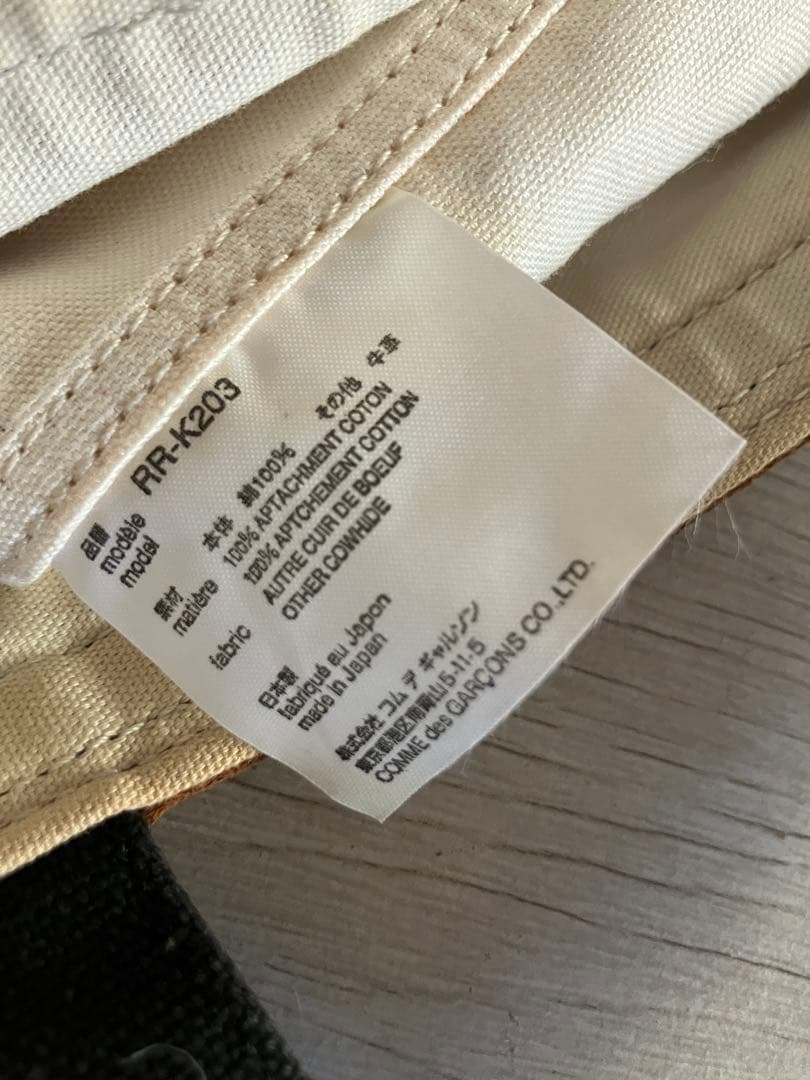 品番
modèle RR-K203
model
素材 本体 綿100% その他 牛革
matière 100% APTACHMENT COTON
100% APTCHEMENT COTTON
AUTRE CUIR DE BOEUF
fabric OTHER COWHIDE
日本製
fabriqué au Japon
made in Japan
株式会社 コム デ ギャルソン
東京都港区南青山5-11-5
COMME des GARÇONS CO.,LTD.